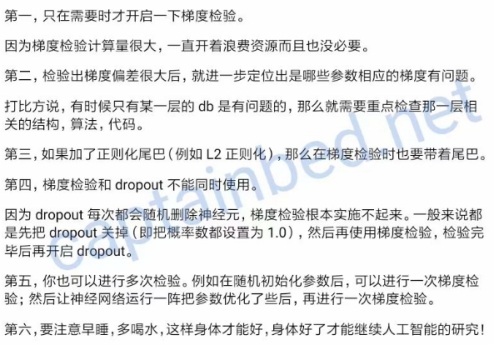 第一，只在需要时才开启一下梯度检验。
因为梯度检验计算量很大，一直开着浪费资源而且也没必要。
第二，检验出梯度偏差很大后，就进一步定位出是哪些参数相应的梯度有问题。
打比方说，有时候只有某一层的 db 是有问题的，那么就需要重点检查那一层相
关的结构，算法，代码。
第三，如果加了正则化尾巴（例如 L2 正则化），那么在梯度检验时也要带着尾巴。
第四，梯度检验和 dropout 不能同时使用。
因为 dropout 每次都会随机删除神经元，梯度检验根本实施不起来。一般来说都
是先把 dropout 关掉（即把概率都设置为 1.0），然后再使用梯度检验，检验完
毕后再开启 dropout。
第五，你也可以进行多次检验。例如在随机初始化参数后，可以进行一次梯度检
验；然后让神经网络运行一阵把参数优化了些后，再进行一次梯度检验。
第六，要注意早睡，多喝水，这样身体才能好，身体好了才能继续人工智能的研究！
captainbed.net